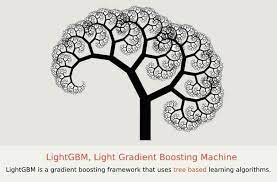 LightGBM, Light Gradient Boosting Machine
LightGBM is a gradient boosting framework that uses tree based learning algorithms.